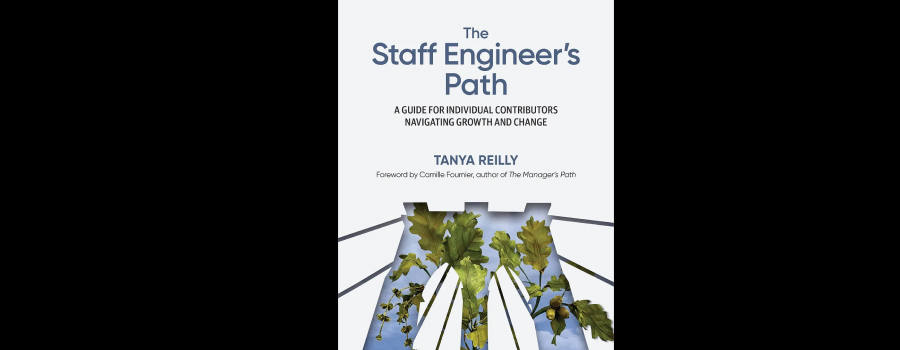 The
Staff Engineer's
Path
A GUIDE FOR INDIVIDUAL CONTRIBUTORS
NAVIGATING GROWTH AND CHANGE
TANYA REILLY
Foreword by Camille Fournier, author of The Manager's Path